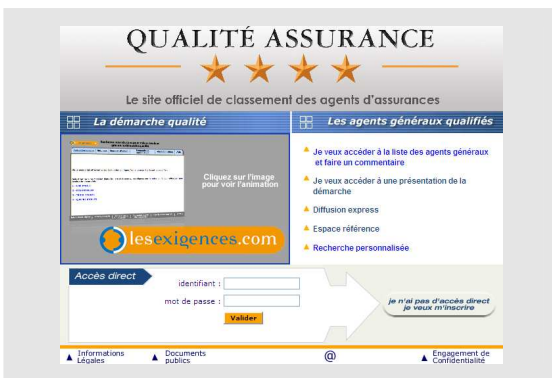 QUALITÉ ASSURANCE
Le site officiel de classement des agents d'assurances
La démarche qualité
Les agents généraux qualifiés
Cliquez sur l'image
pour voir l'animation
lesexigences.com
Je veux accéder à la liste des agents généraux
et faire un commentaire
Je veux accéder à une présentation de la
démarche
Diffusion express
Espace référence
Recherche personnalisée
Accès direct
identifiant :
mot de passe :
Valider
je n'ai pas d'accès direct
je veux m'inscrire
Informations
Légales
Documents
publics
@
Engagement de
Confidentialité